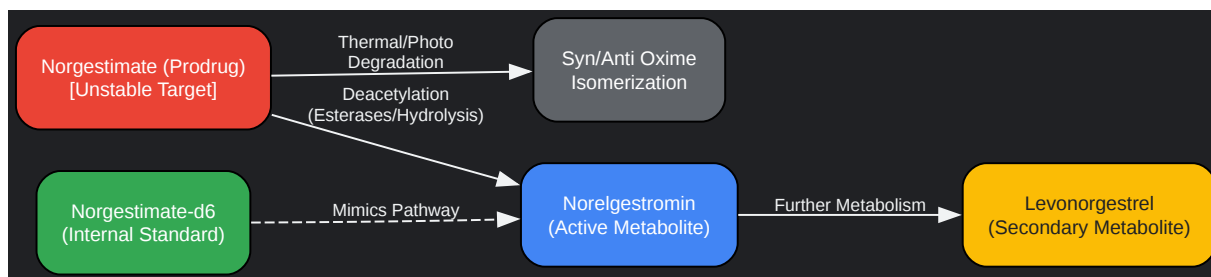 Norgestimate (Prodrug)
[Unstable Target]
Thermal/Photo
Degradation
Syn/Anti Oxime
Isomerization
Deacetylation
(Esterases/Hydrolysis)
Norgestimate-d6
(Internal Standard)
Mimics Pathway
Norelgestromin
(Active Metabolite)
Further Metabolism
Levonorgestrel
(Secondary Metabolite)